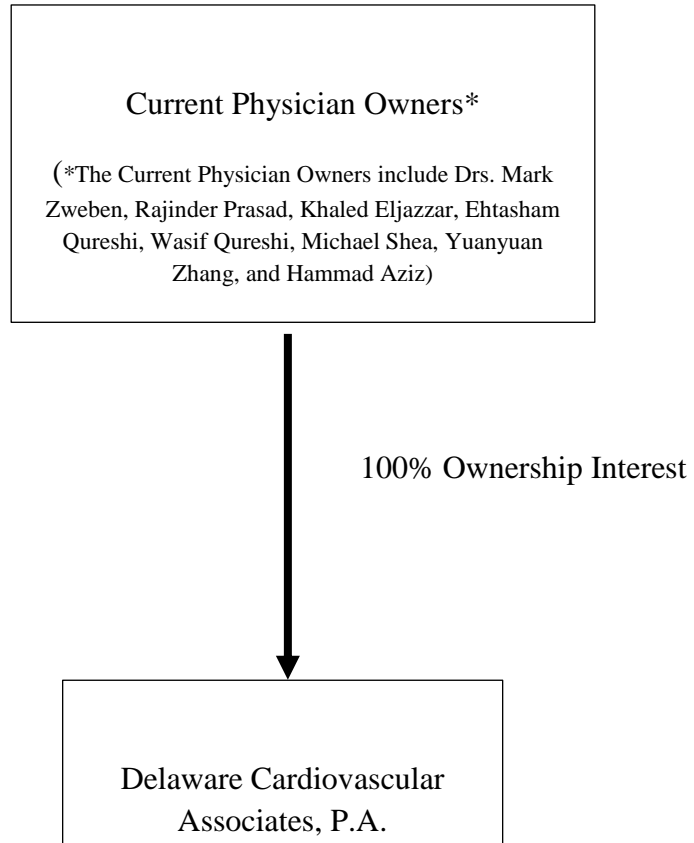 Current Physician Owners*
(*The Current Physician Owners include Drs. Mark
Zweben, Rajinder Prasad, Khaled Eljazzar, Ehtasham
Qureshi, Wasif Qureshi, Michael Shea, Yuanyuan
Zhang, and Hammad Aziz)
100% Ownership Interest
Delaware Cardiovascular
Associates, P.A.